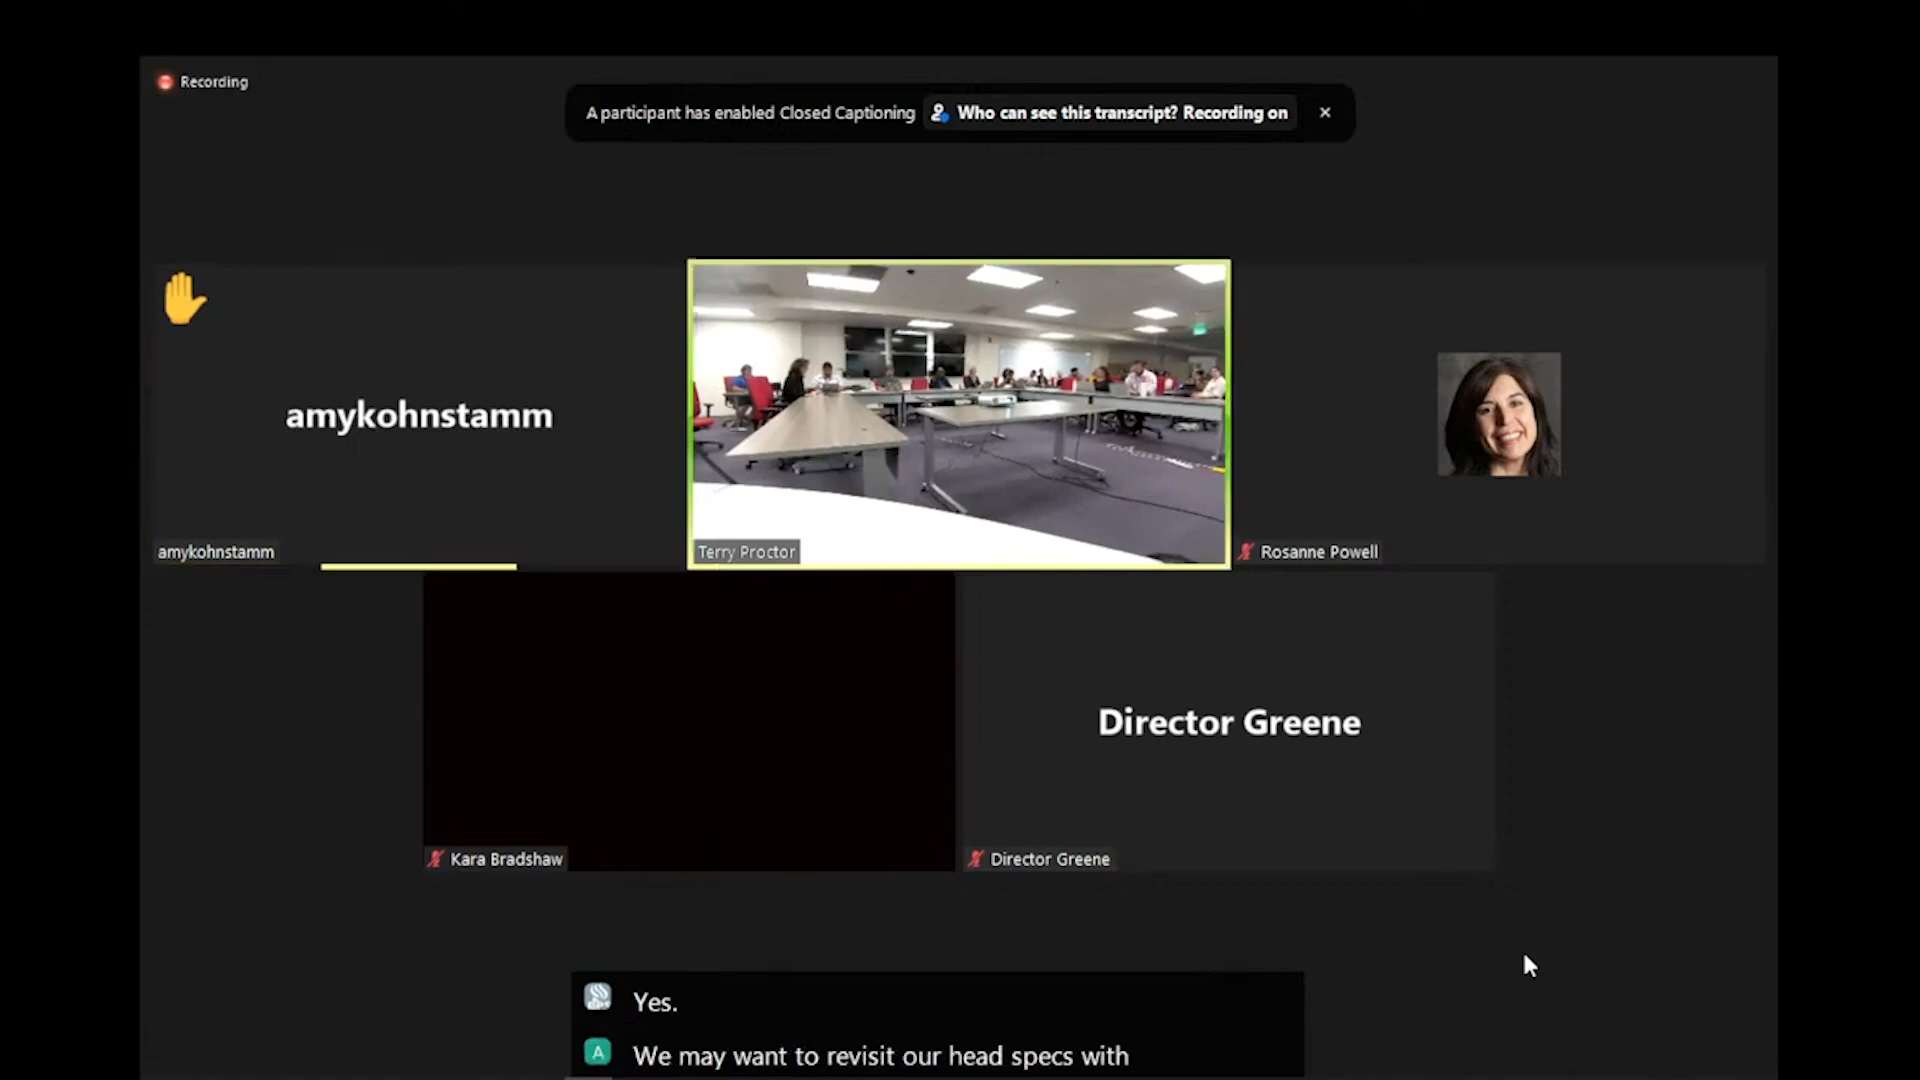 Recording
A participant has enabled Closed Captioning Who can see this transcript? Recording on
amykohnstamm
amykohnstamm
Terry Proctor
Rosanne Powell
Director Greene
Kara Bradshaw
Director Greene
Yes.
A
We may want to revisit our head specs with